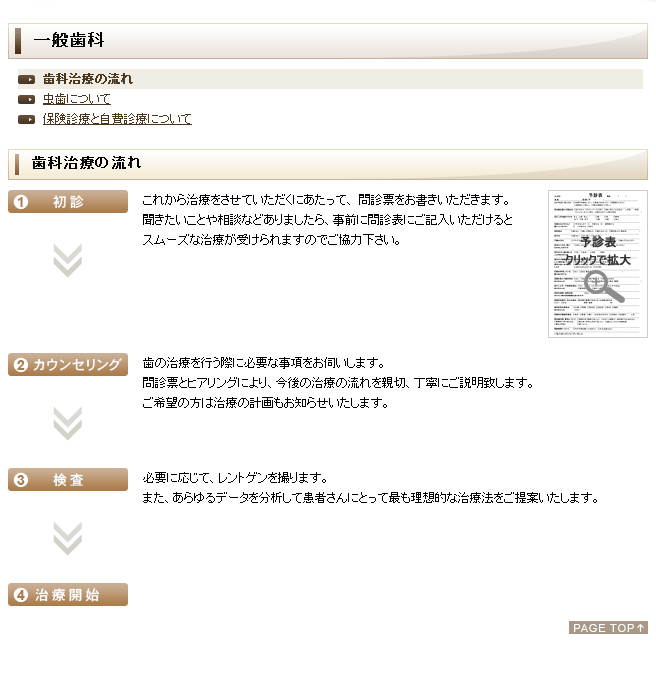 一般歯科
歯科治療の流れ
虫歯について
保険診療と自費診療について
歯科治療の流れ
1 初診
これから治療をさせていただくにあたって、問診票をお書きいただきます。
聞きたいことや相談などありましたら、事前に問診表にご記入いただけると
スムーズな治療が受けられますのでご協力下さい。
予診表
予診表
クリックで拡大
2 カウンセリング
歯の治療を行う際に必要な事項をお伺いします。
問診票とヒアリングにより、今後の治療の流れを親切、丁寧にご説明致します。
ご希望の方は治療の計画もお知らせいたします。
3 検査
必要に応じて、レントゲンを撮ります。
また、あらゆるデータを分析して患者さんにとって最も理想的な治療法をご提案いたします。
4 治療開始
PAGE TOP↑